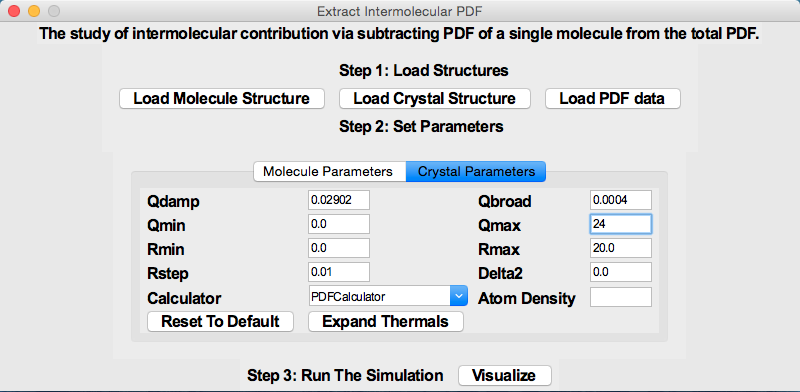 Extract Intermolecular PDF
The study of intermolecular contribution via subtracting PDF of a single molecule from the total PDF.
Step 1: Load Structures
Load Molecule Structure Load Crystal Structure Load PDF data
Step 2: Set Parameters
Molecule Parameters Crystal Parameters
Qdamp 0.02902 Qbroad 0.0004
Qmin 0.0 Qmax 24
Rmin 0.0 Rmax 20.0
Rstep 0.01 Delta2 0.0
Calculator PDFCalculator Atom Density
Reset To Default Expand Thermals
Step 3: Run The Simulation Visualize